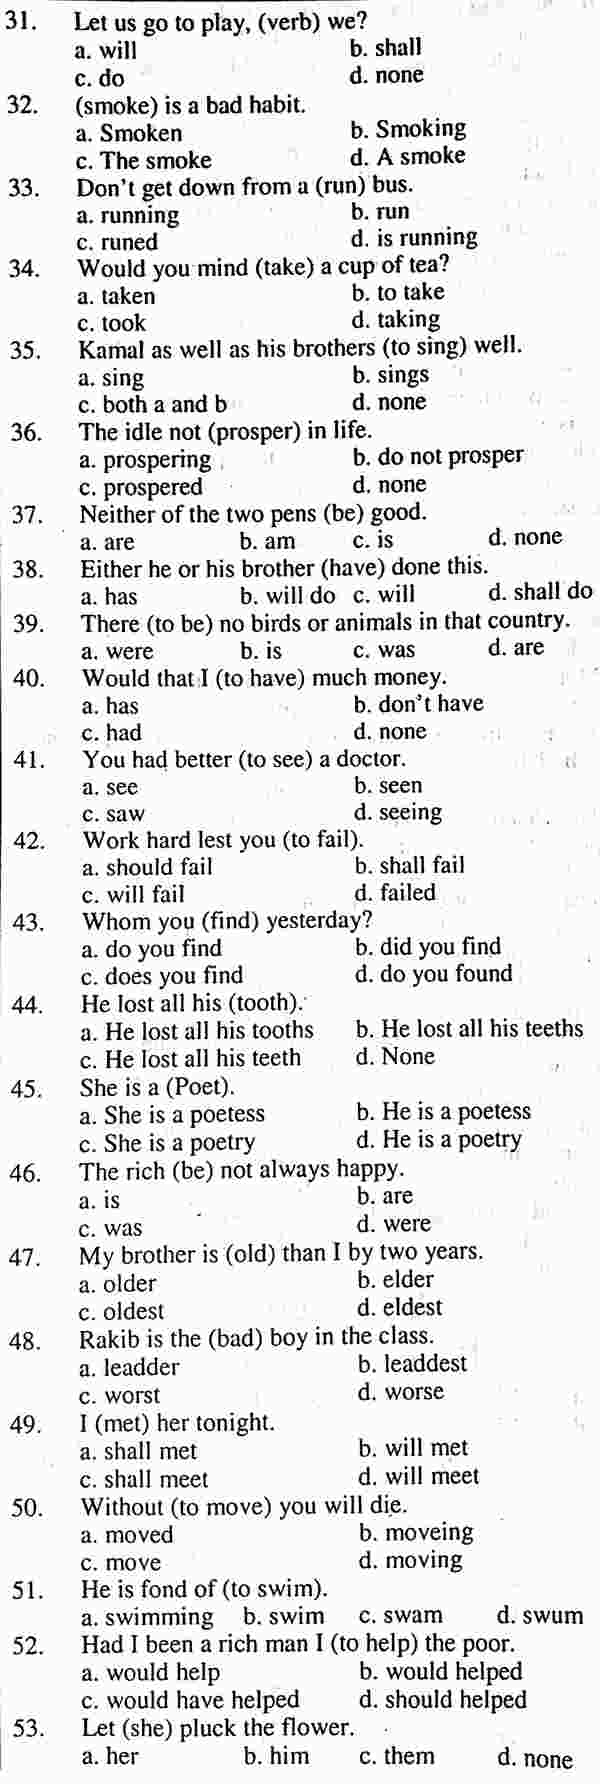 31. Let us go to play, (verb) we?
a. will b. shall
c. do d. none
32. (smoke) is a bad habit.
a. Smoken b. Smoking
c. The smoke d. A smoke
33. Don't get down from a (run) bus.
a. running b. run
c. runed d. is running
34. Would you mind (take) a cup of tea?
a. taken b. to take
c. took d. taking
35. Kamal as well as his brothers (to sing) well.
a. sing b. sings
c. both a and b d. none
36. The idle not (prosper) in life.
a. prospering b. do not prosper
c. prospered d. none
37. Neither of the two pens (be) good.
a. are b. am c. is d. none
38. Either he or his brother (have) done this.
a. has b. will do c. will d. shall do
39. There (to be) no birds or animals in that country.
a. were b. is c. was d. are
40. Would that I (to have) much money.
a. has b. don't have
c. had d. none
41. You had better (to see) a doctor.
a. see b. seen
c. saw d. seeing
42. Work hard lest you (to fail).
a. should fail b. shall fail
c. will fail d. failed
43. Whom you (find) yesterday?
a. do you find b. did you find
c. does you find d. do you found
44. He lost all his (tooth).
a. He lost all his tooths b. He lost all his teeths
c. He lost all his teeth d. None
45. She is a (Poet).
a. She is a poetess b. He is a poetess
c. She is a poetry d. He is a poetry
46. The rich (be) not always happy.
a. is b. are
c. was d. were
47. My brother is (old) than I by two years.
a. older b. elder
c. oldest d. eldest
48. Rakib is the (bad) boy in the class.
a. leadder b. leaddest
c. worst d. worse
49. I (met) her tonight.
a. shall met b. will met
c. shall meet d. will meet
50. Without (to move) you will die.
a. moved b. moveing
c. move d. moving
51. He is fond of (to swim).
a. swimming b. swim c. swam d. swum
52. Had I been a rich man I (to help) the poor.
a. would help b. would helped
c. would have helped d. should helped
53. Let (she) pluck the flower.
a. her b. him c. them d. none